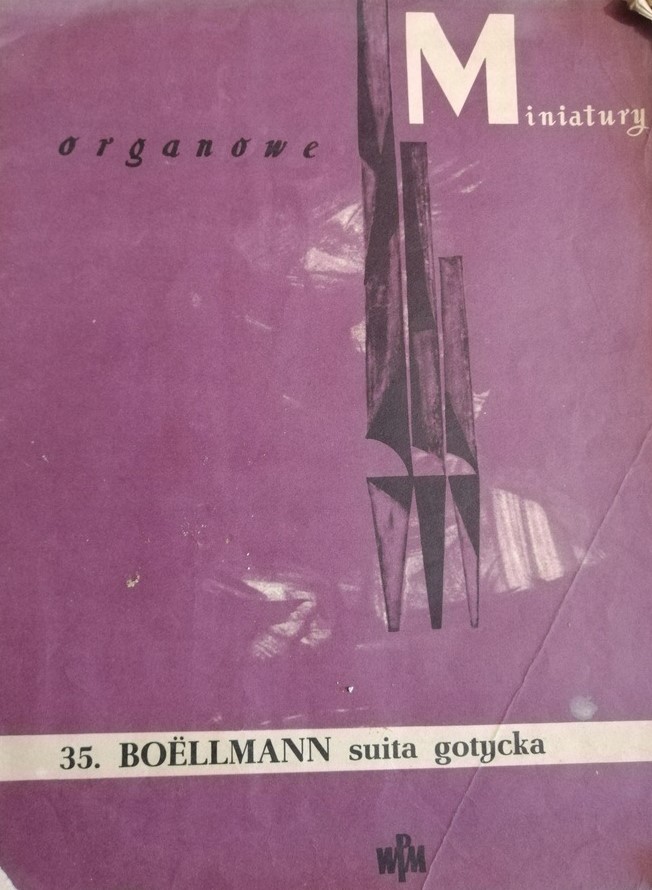 Miniatury
organowe
35. BOËLLMANN suita gotycka
PWM